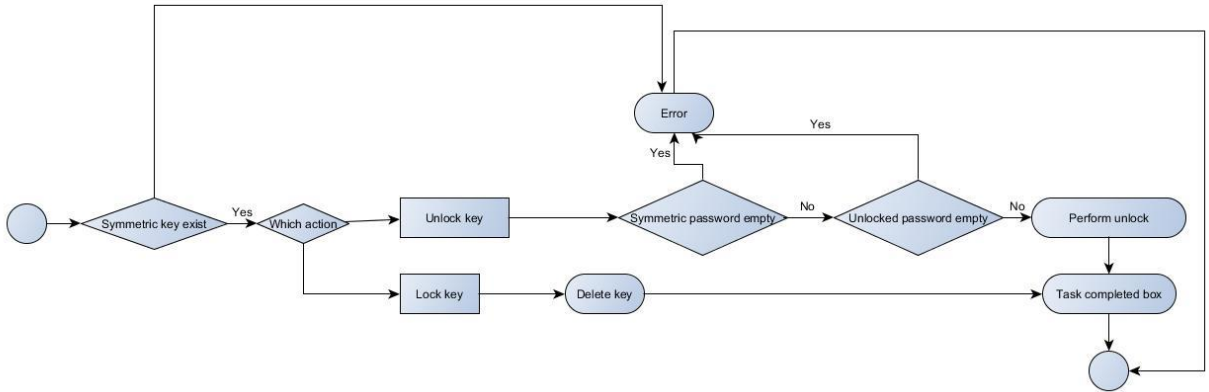 Error
Yes
Yes
Symmetric key exist
Yes
Which action
Unlock key
Symmetric password empty
No
Unlocked password empty
No
Perform unlock
Lock key
Delete key
Task completed box